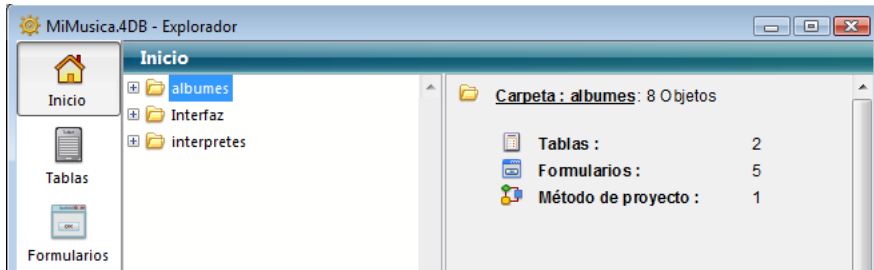 MiMusica.4DB - Explorador
Inicio
Inicio
Tablas
Formularios
albumes
Interfaz
interpretes
Carpeta : albumes: 8 Objetos
Tablas : 2
Formularios : 5
Método de proyecto : 1